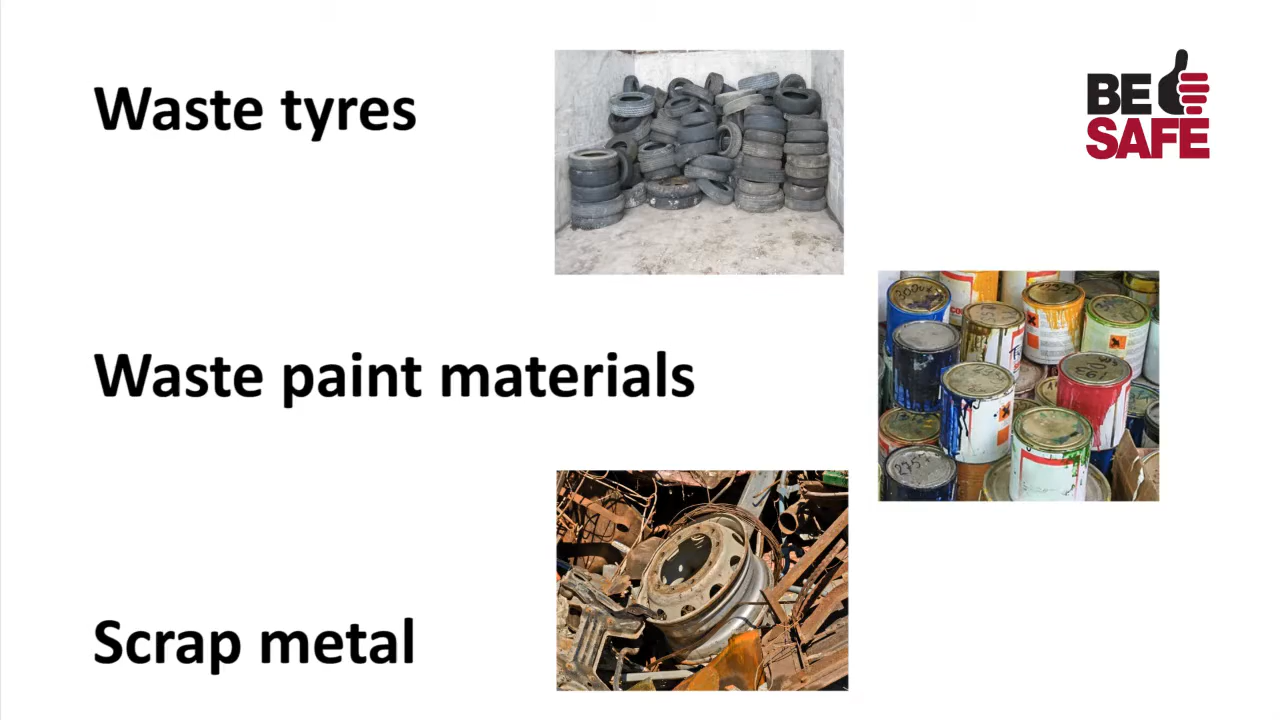 Waste tyres
BE
SAFE
Waste paint materials
Scrap metal